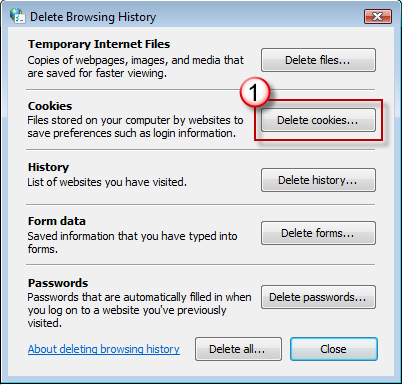 Delete Browsing History
Temporary Internet Files
Copies of webpages, images, and media that
are saved for faster viewing.
Delete files...
1
Cookies
Files stored on your computer by websites to
save preferences such as login information.
Delete cookies...
History
List of websites you have visited.
Delete history...
Form data
Saved information that you have typed into
forms.
Delete forms...
Passwords
Passwords that are automatically filled in when
you log on to a website you've previously
visited.
Delete passwords...
About deleting browsing history
Delete all...
Close